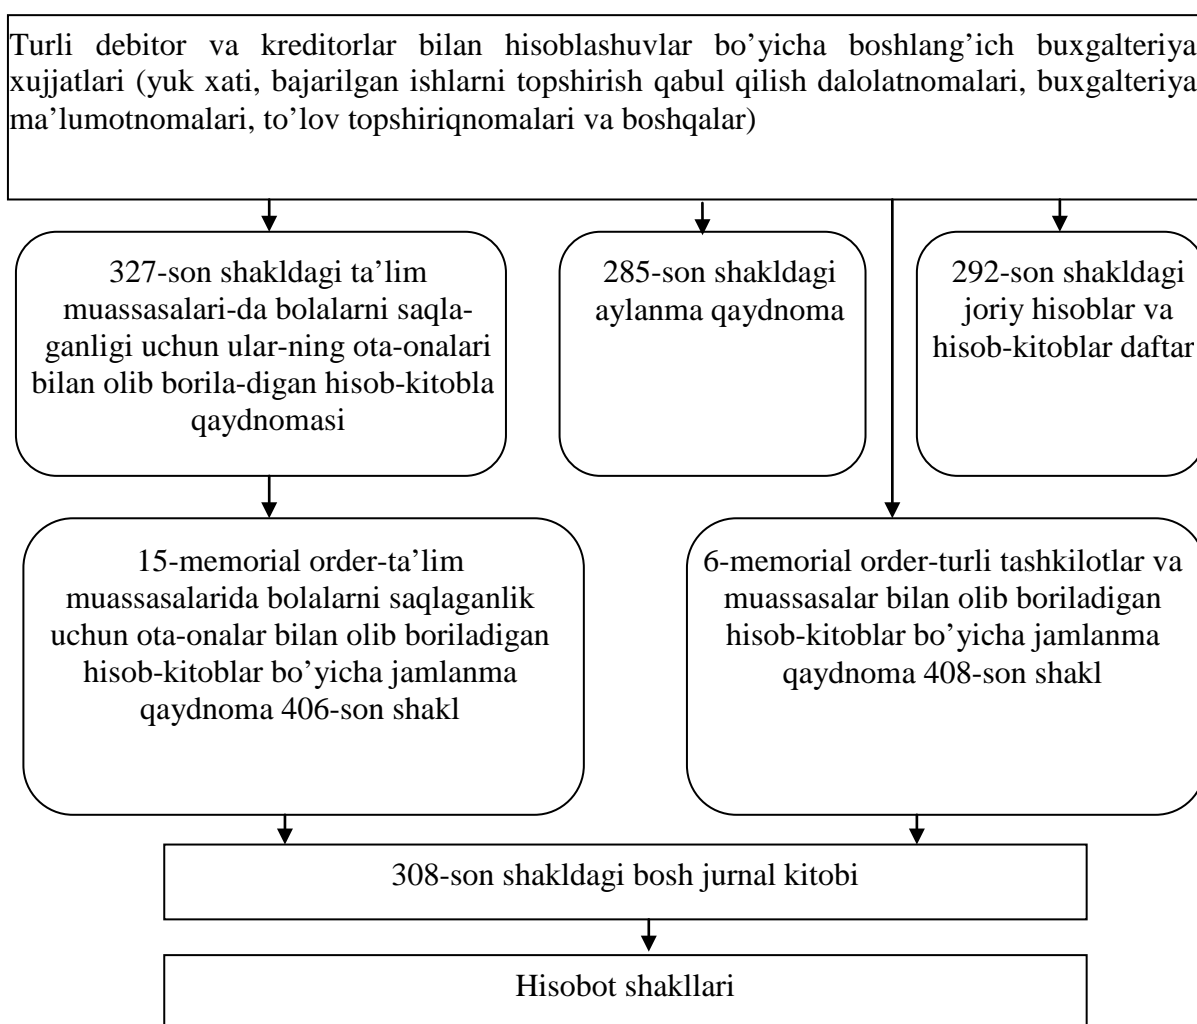 Turli debitor va kreditorlar bilan hisoblashuvlar bo’yicha boshlang’ich buxgalteriya
xujjatlari (yuk xati, bajarilgan ishlarni topshirish qabul qilish dalolatnomalari, buxgalteriya
ma’lumotnomalari, to’lov topshiriqnomalari va boshqalar)
327-son shakldagi ta’lim
muassasalari-da bolalarni saqla-
ganligi uchun ular-ning ota-onalari
bilan olib borila-digan hisob-kitobla
qaydnomasi
285-son shakldagi
aylanma qaydnoma
292-son shakldagi
joriy hisoblar va
hisob-kitoblar daftar
15-memorial order-ta’lim
muassasalarida bolalarni saqlaganlik
uchun ota-onalar bilan olib boriladigan
hisob-kitoblar bo’yicha jamlanma
qaydnoma 406-son shakl
6-memorial order-turli tashkilotlar va
muassasalar bilan olib boriladigan
hisob-kitoblar bo’yicha jamlanma
qaydnoma 408-son shakl
308-son shakldagi bosh jurnal kitobi
Hisobot shakllari